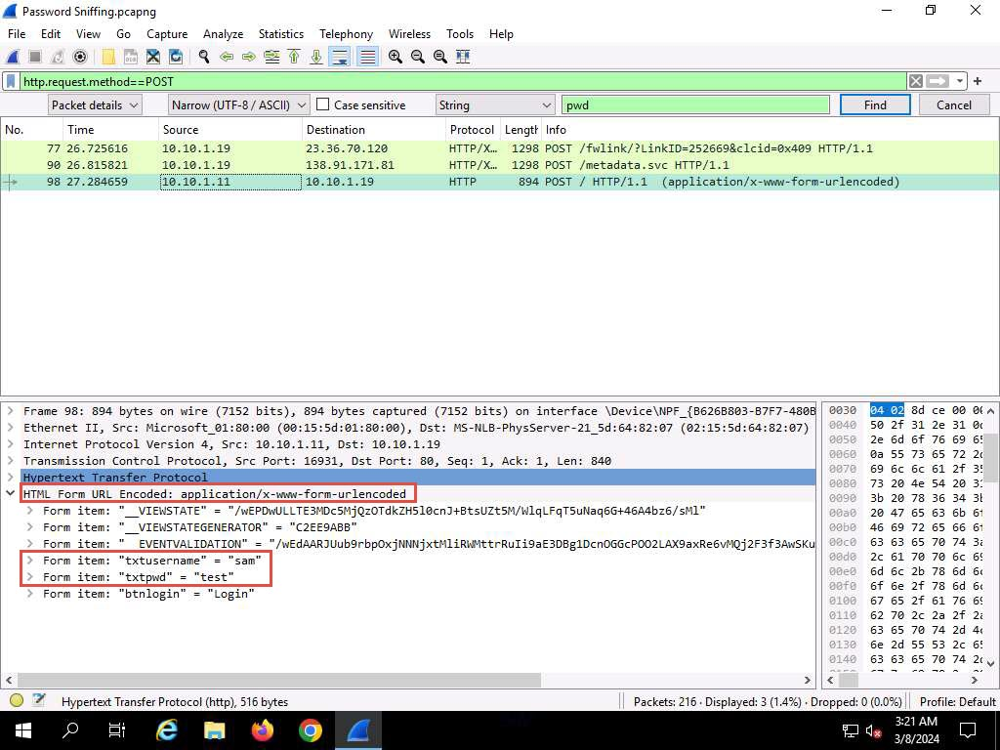 Password Sniffing.pcapng
File Edit View Go Capture Analyze Statistics Telephony Wireless Tools Help
http.request.method==POST
Packet details Narrow (UTF-8 / ASCII) Case sensitive String pwd Find Cancel
No. Time Source Destination Protocol Length Info
77 26.725616 10.10.1.19 23.36.70.120 HTTP/X… 1298 POST /fwlink/?LinkID=252669&clcid=0x409 HTTP/1.1
90 26.815821 10.10.1.19 138.91.171.81 HTTP/X… 1298 POST /metadata.svc HTTP/1.1
98 27.284659 10.10.1.11 10.10.1.19 HTTP 894 POST / HTTP/1.1 (application/x-www-form-urlencoded)
Frame 98: 894 bytes on wire (7152 bits), 894 bytes captured (7152 bits) on interface \Device\NPF_{B626B803-B7F7-480B
Ethernet II, Src: Microsoft_01:80:00 (00:15:5d:01:80:00), Dst: MS-NLB-PhysServer-21_5d:64:82:07 (02:15:5d:64:82:07)
Internet Protocol Version 4, Src: 10.10.1.11, Dst: 10.10.1.19
Transmission Control Protocol, Src Port: 16931, Dst Port: 80, Seq: 1, Ack: 1, Len: 840
Hypertext Transfer Protocol
HTML Form URL Encoded: application/x-www-form-urlencoded
Form item: "__VIEWSTATE" = "/wEPDwULLTE3MDc5MjQzOTdkZH5l0cnJ+BtsUZt5M/WlqLFqT5uNaq6G+46A4bz6/sMl"
Form item: "__VIEWSTATEGENERATOR" = "C2EE9ABB"
Form item: "__EVENTVALIDATION" = "/wEdAARJUub9rbpOxjNNNjxtMliRWMttrRuIi9aE3DBg1DcnOGGcPOO2LAX9axRe6vMQj2F3f3AwSKu
Form item: "txtusername" = "sam"
Form item: "txtpwd" = "test"
Form item: "btnlogin" = "Login"
0030 04 02 8d ce 00 00
0040 50 2f 31 2e 31 0d
0050 2e 6d 6f 76 69 65
0060 0a 55 73 65 72 2d
0070 69 6c 6c 61 2f 35
0080 73 20 4e 54 20 31
0090 3b 20 78 36 34 3b
00a0 20 47 65 63 6b 6f
00b0 46 69 72 65 66 6f
00c0 63 63 65 70 74 3a
00d0 2c 61 70 70 6c 69
00e0 6d 6c 2c 2b 78 6d
00f0 6f 6e 2f 78 6d 6c
0100 67 65 2f 61 76 69
0110 62 70 2c 2a 2f 2a
0120 63 65 70 74 2d 4c
0130 6e 2d 55 53 2c 65
0140 63 63 65 70 74 2d
Hypertext Transfer Protocol (http), 516 bytes
Packets: 216 · Displayed: 3 (1.4%) · Dropped: 0 (0.0%)
Profile: Default
3:21 AM
3/8/2024